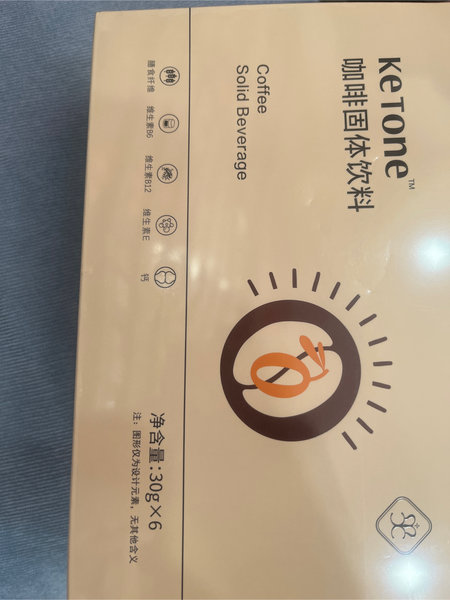 KeTone™
咖啡固体饮料
Coffee
Solid Beverage
膳食纤维
维生素B6
维生素B12
维生素E
钙
净含量:30g×6
注：图形仅为设计元素，无其他含义